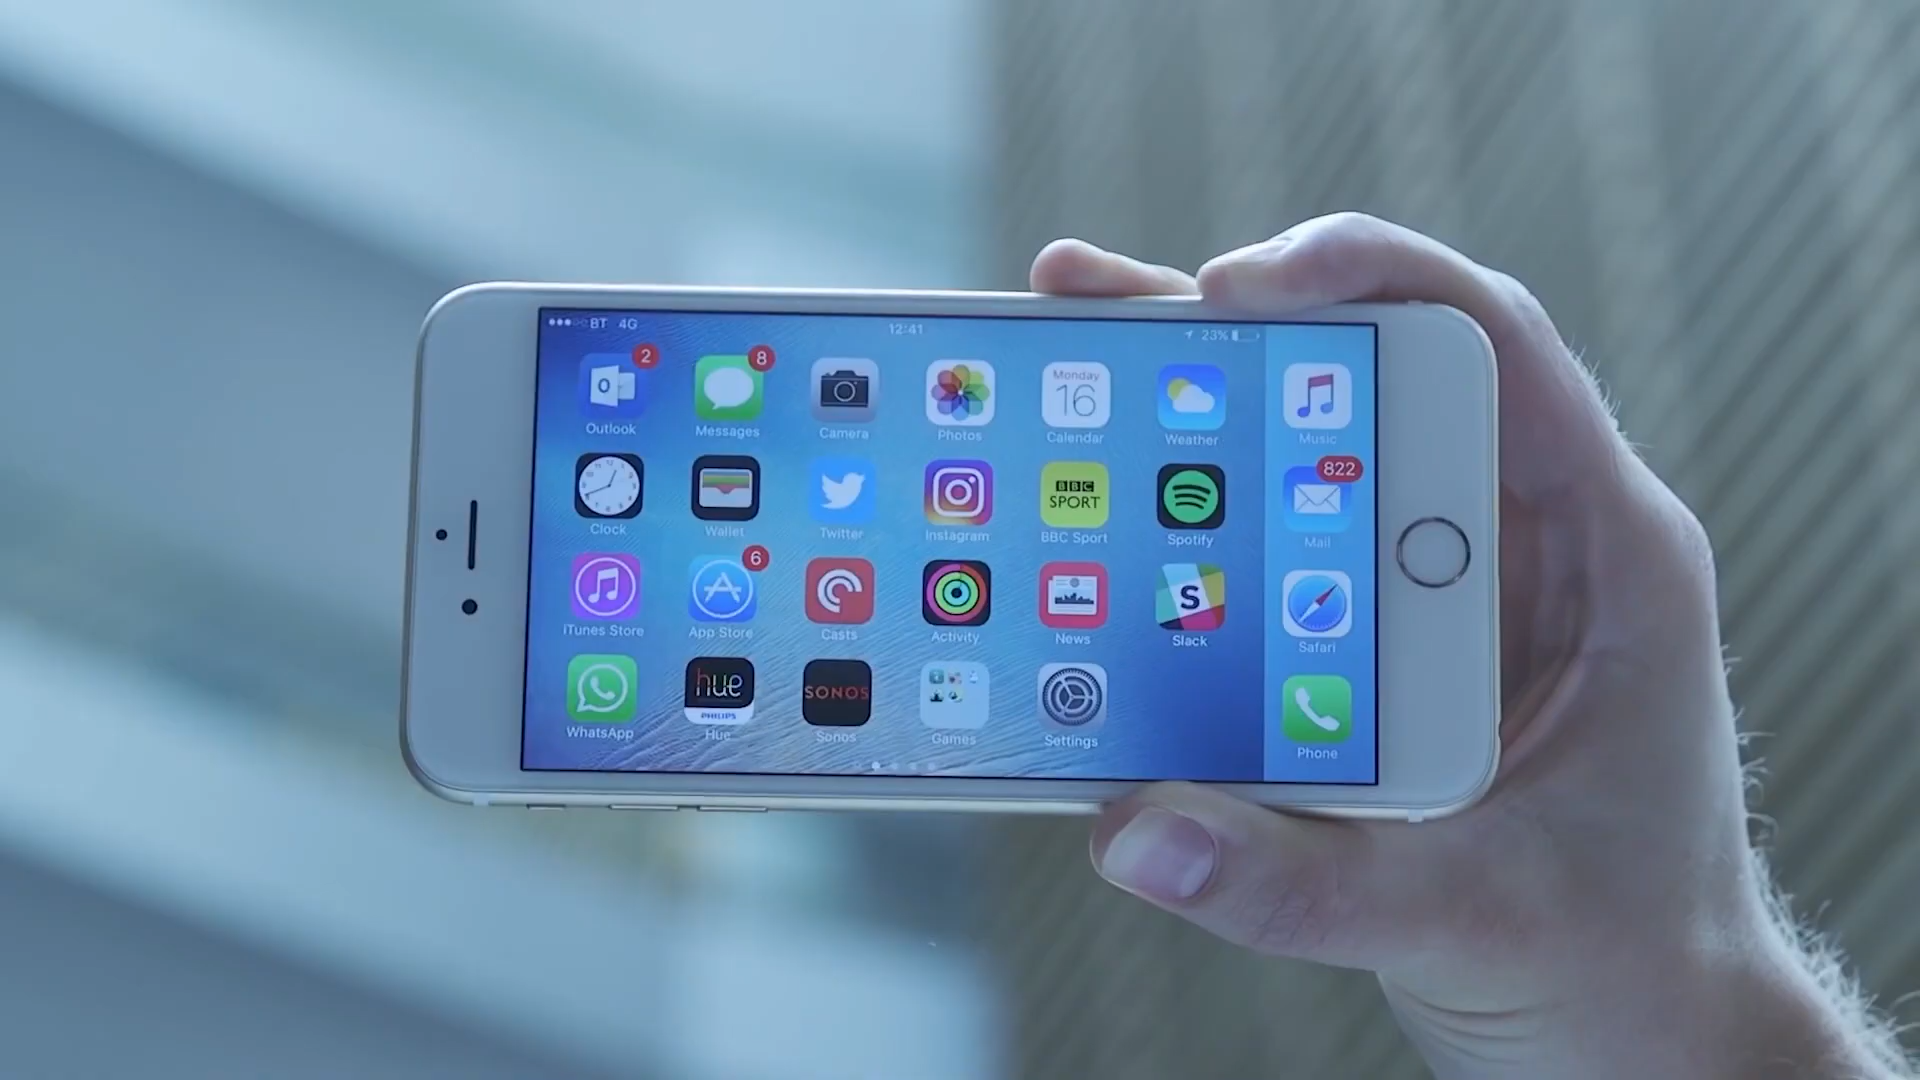 BT 4G 12:41 23%
2 8
Monday
16
Outlook Messages Camera Photos Calendar Weather Music
BBC
SPORT
822
Clock Wallet Twitter Instagram BBC Sport Spotify Mail
6
S
iTunes Store App Store Casts Activity News Slack Safari
hue
PHILIPS
SONOS
WhatsApp Hue Sonos Games Settings Phone